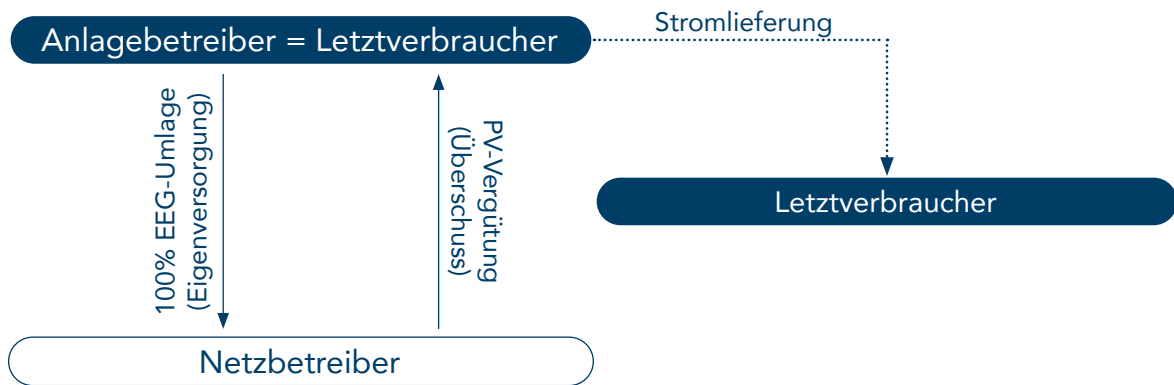 Stromlieferung
Anlagebetreiber = Letztverbraucher
100% EEG-Umlage
(Eigenversorgung)
PV-Vergütung
(Überschuss)
Letztverbraucher
Netzbetreiber